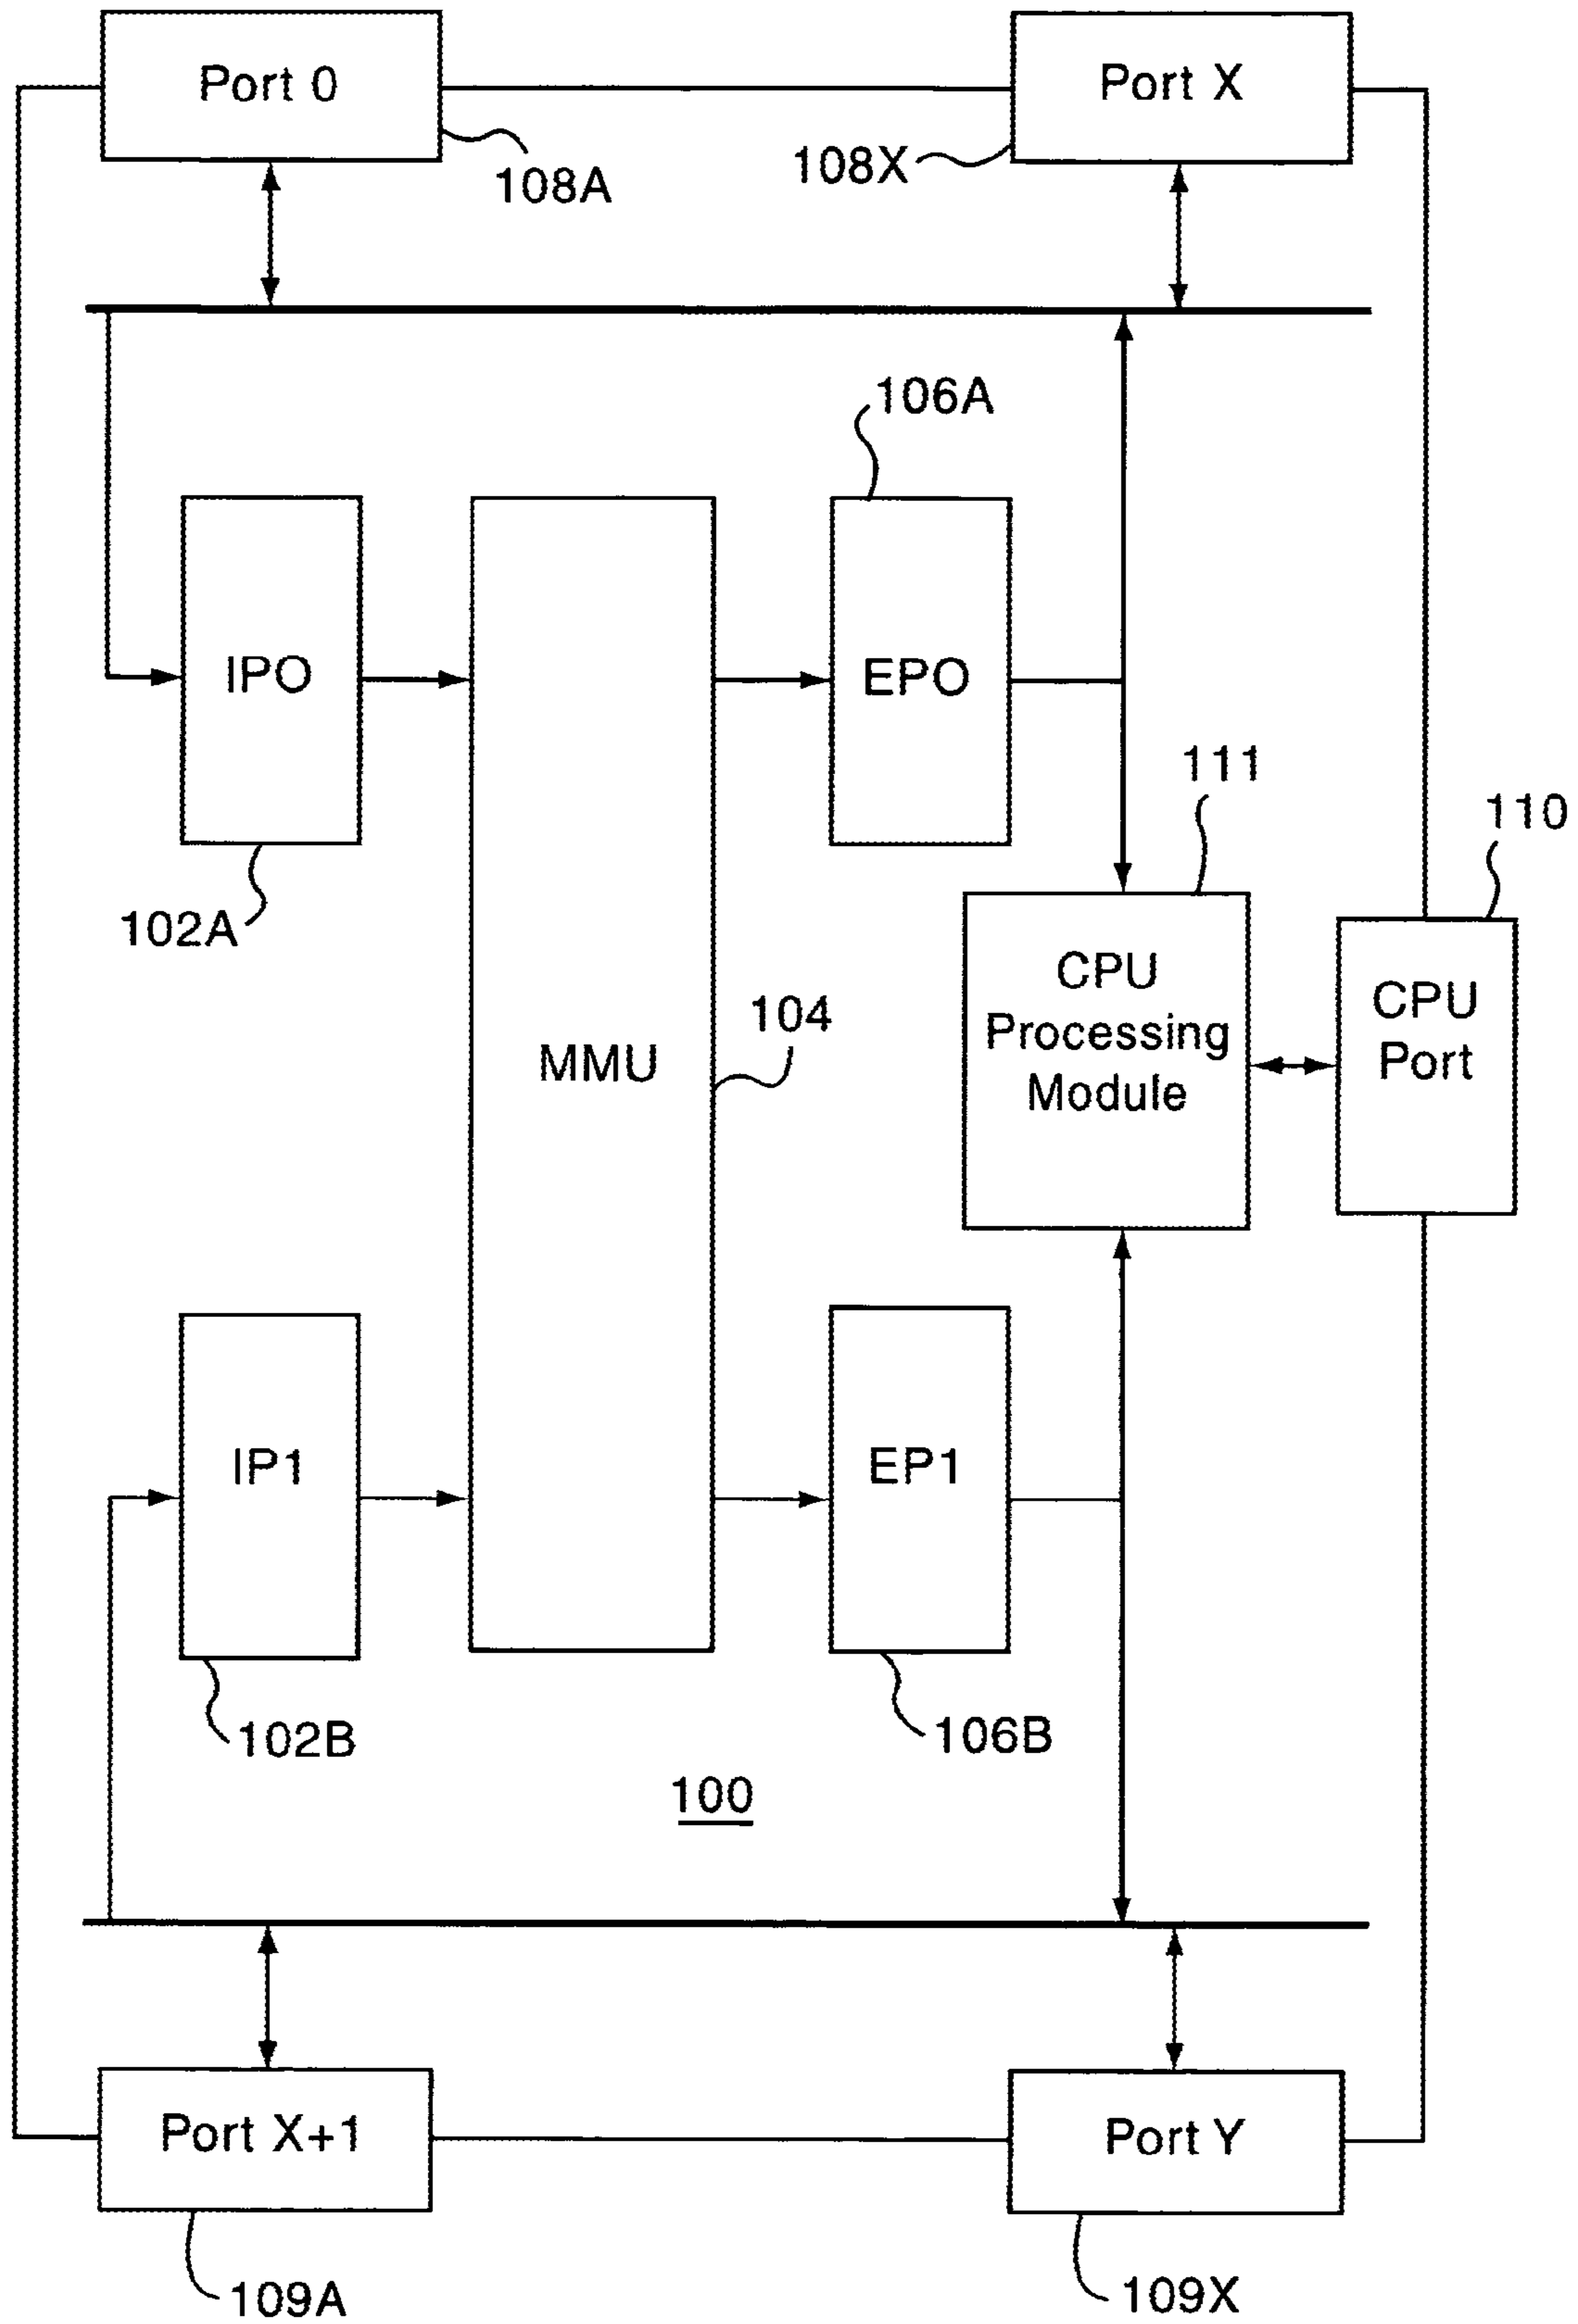 Port 0
Port X
108A
108X
106A
IPO
EPO
111
110
102A
CPU
Processing
Module
CPU
Port
104
MMU
IP1
EP1
102B
106B
100
Port X+1
Port Y
109A
109X